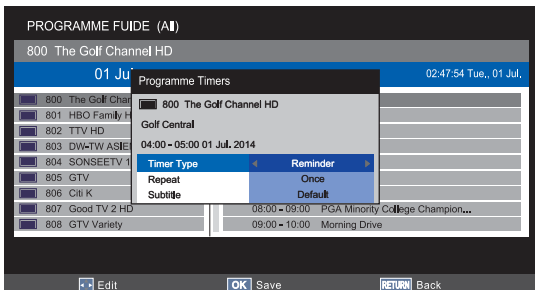 PROGRAMME FUIDE (All)
800 The Golf Channel HD
01 Ju
02:47:54 Tue,, 01 Jul.
Programme Timers
800 The Golf Channel HD
Golf Central
04:00 - 05:00 01 Jul. 2014
Timer Type Reminder
Repeat Once
Subtitle Default
800 The Golf Char
801 HBO Family H
802 TTV HD
803 DW-TW ASIE
804 SONSEETV 1
805 GTV
806 Citi K
807 Good TV 2 HD
808 GTV Variety
08:00 - 09:00 PGA Minority College Champion...
09:00 - 10:00 Morning Drive
Edit
OK Save
RETURN Back